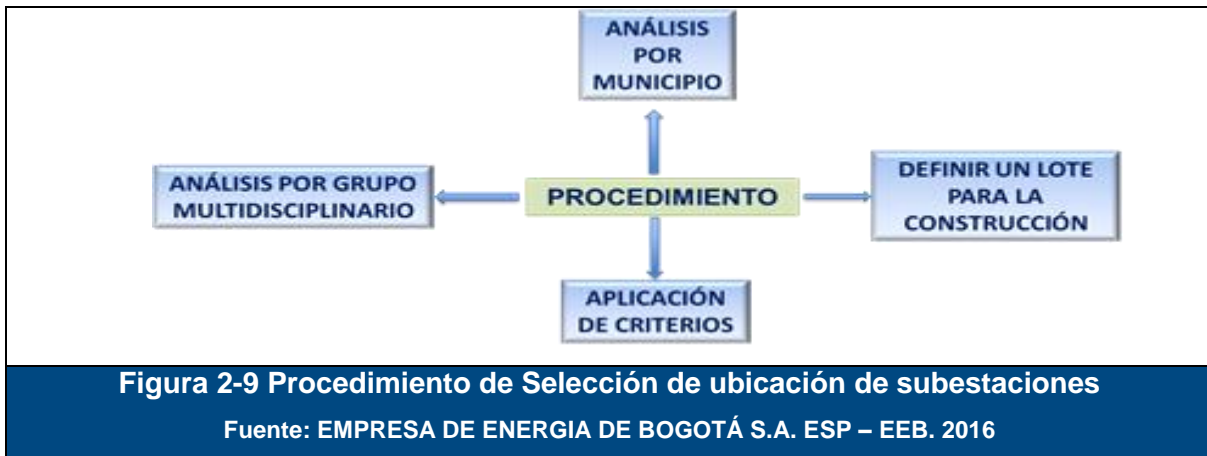 ANÁLISIS
POR
MUNICIPIO
ANÁLISIS POR GRUPO
MULTIDISCIPLINARIO
PROCEDIMIENTO
DEFINIR UN LOTE
PARA LA
CONSTRUCCIÓN
APLICACIÓN
DE CRITERIOS
Figura 2-9 Procedimiento de Selección de ubicación de subestaciones
Fuente: EMPRESA DE ENERGIA DE BOGOTÁ S.A. ESP – EEB. 2016